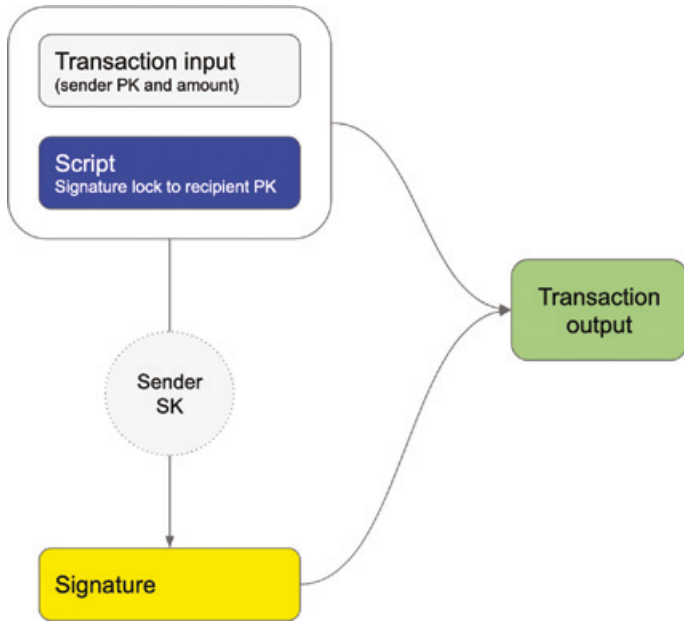 Transaction input
(sender PK and amount)
Script
Signature lock to recipient PK
Transaction
output
Sender
SK
Signature